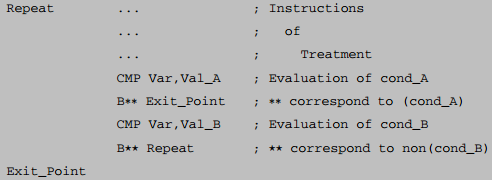 Repeat ... ; Instructions
... ; of
... ; Treatment
CMP Var,Val_A ; Evaluation of cond_A
B** Exit_Point ; ** correspond to (cond_A)
CMP Var,Val_B ; Evaluation of cond_B
B** Repeat ; ** correspond to non(cond_B)
Exit_Point